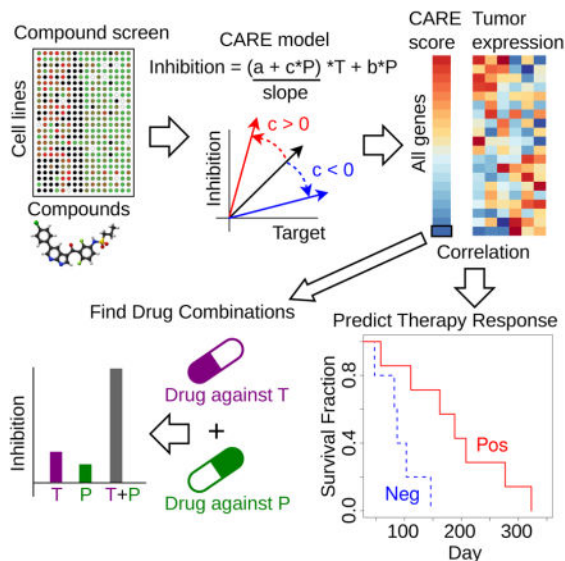 Compound screen
Cell lines
Compounds
CARE model
Inhibition = (a + c*P) *T + b*P
slope
c > 0
c < 0
Inhibition
Target
CARE score
Tumor expression
All genes
Correlation
Find Drug Combinations
Drug against T
+
Drug against P
Inhibition
T P T+P
Predict Therapy Response
Survival Fraction
0.8
0.4
0.0
Pos
Neg
100 200 300
Day